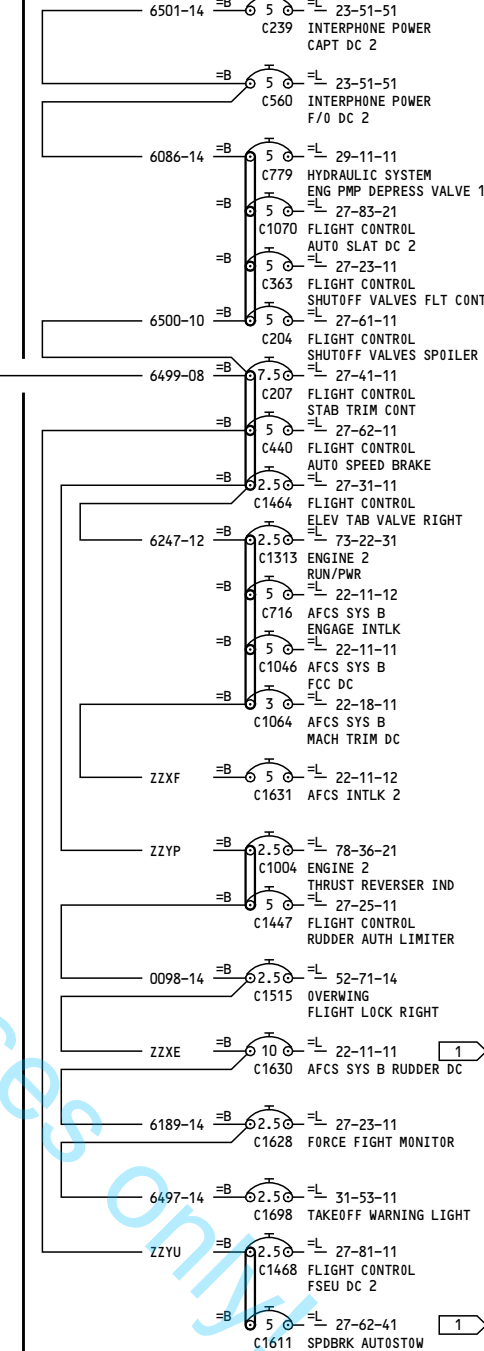 6501-14 =B 5 =L 23-51-51
C239 INTERPHONE POWER
CAPT DC 2
=B 5 =L 23-51-51
C560 INTERPHONE POWER
F/O DC 2
6086-14 =B 5 =L 29-11-11
C779 HYDRAULIC SYSTEM
ENG PMP DEPRESS VALVE 1
=B 5 =L 27-83-21
C1070 FLIGHT CONTROL
AUTO SLAT DC 2
=B 5 =L 27-23-11
C363 FLIGHT CONTROL
SHUTOFF VALVES FLT CONT
6500-10 =B 5 =L 27-61-11
C204 FLIGHT CONTROL
SHUTOFF VALVES SPOILER
6499-08 =B 7.5 =L 27-41-11
C207 FLIGHT CONTROL
STAB TRIM CONT
=B 5 =L 27-62-11
C440 FLIGHT CONTROL
AUTO SPEED BRAKE
=B 2.5 =L 27-31-11
C1464 FLIGHT CONTROL
ELEV TAB VALVE RIGHT
6247-12 =B 2.5 =L 73-22-31
C1313 ENGINE 2
RUN/PWR
=B 5 =L 22-11-12
C716 AFCS SYS B
ENGAGE INTLK
=B 5 =L 22-11-11
C1046 AFCS SYS B
FCC DC
=B 3 =L 22-18-11
C1064 AFCS SYS B
MACH TRIM DC
ZZXF =B 5 =L 22-11-12
C1631 AFCS INTLK 2
ZZYP =B 2.5 =L 78-36-21
C1004 ENGINE 2
THRUST REVERSER IND
=B 5 =L 27-25-11
C1447 FLIGHT CONTROL
RUDDER AUTH LIMITER
0098-14 =B 2.5 =L 52-71-14
C1515 OVERWING
FLIGHT LOCK RIGHT
ZZXE =B 10 =L 22-11-11 1
C1630 AFCS SYS B RUDDER DC
6189-14 =B 2.5 =L 27-23-11
C1628 FORCE FIGHT MONITOR
6497-14 =B 2.5 =L 31-53-11
C1698 TAKEOFF WARNING LIGHT
ZZYU =B 2.5 =L 27-81-11
C1468 FLIGHT CONTROL
FSEU DC 2
=B 5 =L 27-62-41 1
C1611 SPDBRK AUTOSTOW
only!